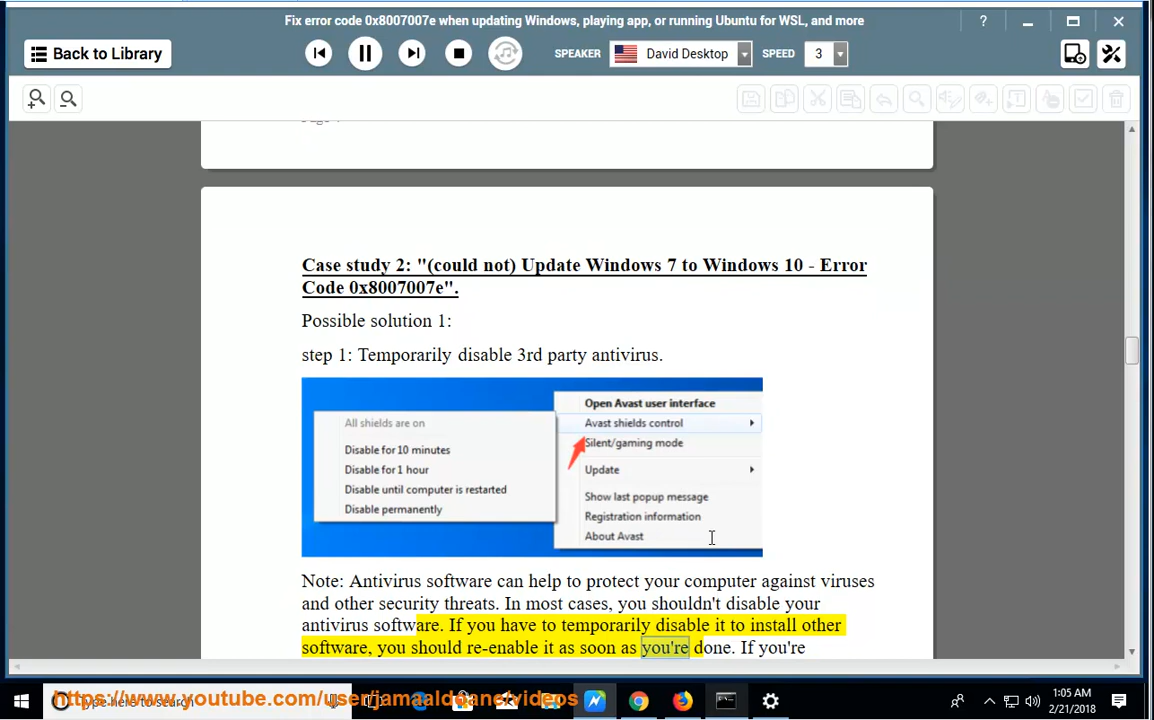 Fix error code 0x8007007e when updating Windows, playing app, or running Ubuntu for WSL, and more
?
Back to Library
SPEAKER
David Desktop
SPEED
3
Case study 2: "(could not) Update Windows 7 to Windows 10 - Error
Code 0x8007007e".
Possible solution 1:
step 1: Temporarily disable 3rd party antivirus.
Open Avast user interface
All shields are on
Avast shields control
Silent/gaming mode
Disable for 10 minutes
Disable for 1 hour
Update
Disable until computer is restarted
Show last popup message
Disable permanently
Registration information
About Avast
Note: Antivirus software can help to protect your computer against viruses
and other security threats. In most cases, you shouldn't disable your
antivirus software. If you have to temporarily disable it to install other
software, you should re-enable it as soon as you're done. If you're
https://www.youtube.com/user/jamaaldoane/videos
Type here to search
1:05 AM
2/21/2018